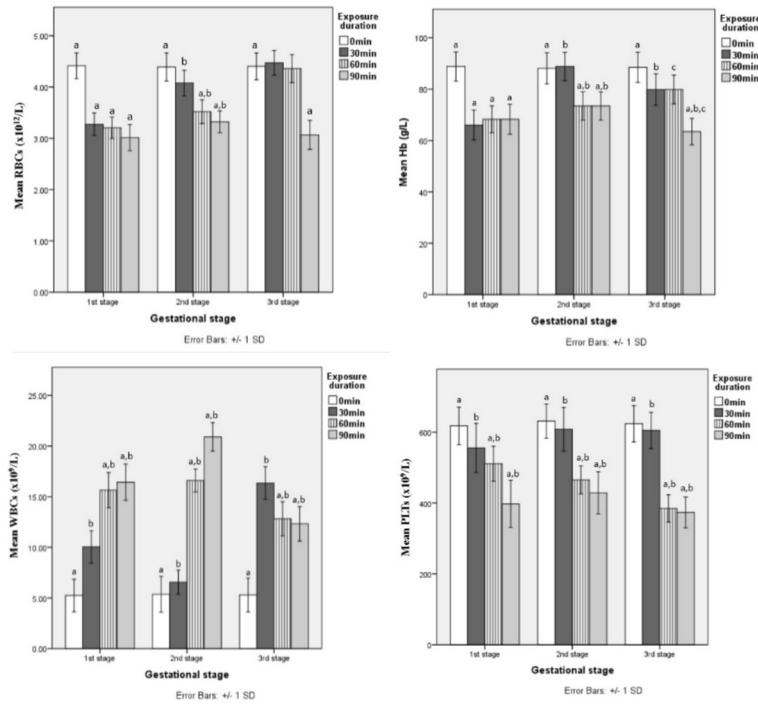 Exposure
duration
0min
30min
60min
90min
a a a
a b a,b a,b
a a
5.00
4.00
3.00
2.00
1.00
0.00
Mean RBCs (x10¹²/L)
a a a a
1st stage 2nd stage 3rd stage
Gestational stage
Error Bars: +/- 1 SD
Exposure
duration
0min
30min
60min
90min
a a a a
a b a,b a,b
a b c a,b,c
100
80
60
40
20
0
Mean Hb (g/L)
1st stage 2nd stage 3rd stage
Gestational stage
Error Bars: +/- 1 SD
Exposure
duration
0min
30min
60min
90min
a b a,b a,b
a b a,b a,b
a b a,b a,b
25.00
20.00
15.00
10.00
5.00
0.00
Mean WBCs (x10⁹/L)
1st stage 2nd stage 3rd stage
Gestational stage
Error Bars: +/- 1 SD
Exposure
duration
0min
30min
60min
90min
a b a,b a,b
a b a,b a,b
a b a,b a,b
600
400
200
0
Mean PLTs (x10⁹/L)
1st stage 2nd stage 3rd stage
Gestational stage
Error Bars: +/- 1 SD